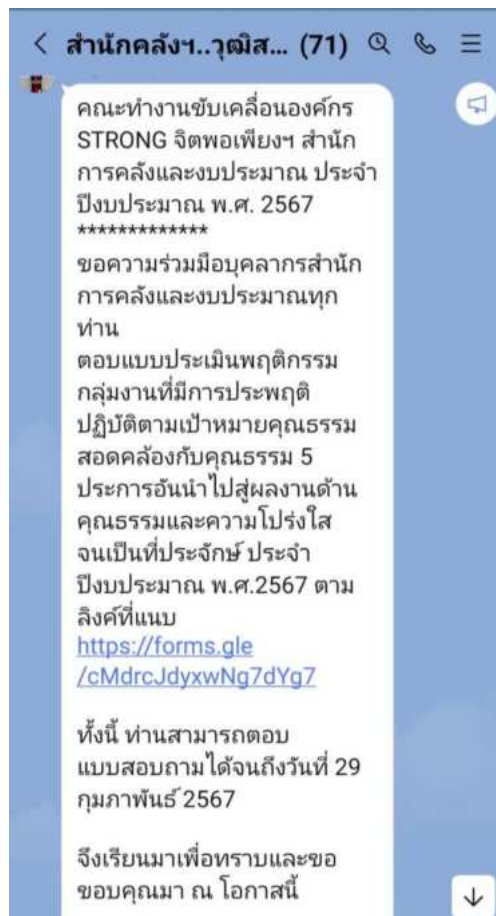 สำนักคลังฯ..วุฒิส... (71)
คณะทำงานขับเคลื่อนองค์กร
STRONG จิตพอเพียงฯ สำนัก
การคลังและงบประมาณ ประจำ
ปีงบประมาณ พ.ศ. 2567
*************
ขอความร่วมมือบุคลากรสำนัก
การคลังและงบประมาณทุก
ท่าน
ตอบแบบประเมินพฤติกรรม
กลุ่มงานที่มีการประพฤติ
ปฏิบัติตามเป้าหมายคุณธรรม
สอดคล้องกับคุณธรรม 5
ประการอันนำไปสู่ผลงานด้าน
คุณธรรมและความโปร่งใส
จนเป็นที่ประจักษ์ ประจำ
ปีงบประมาณ พ.ศ.2567 ตาม
ลิงค์ที่แนบ
https://forms.gle
/cMdrcJdyxwNg7dYg7
ทั้งนี้ ท่านสามารถตอบ
แบบสอบถามได้จนถึงวันที่ 29
กุมภาพันธ์ 2567
จึงเรียนมาเพื่อทราบและขอ
ขอบคุณมา ณ โอกาสนี้